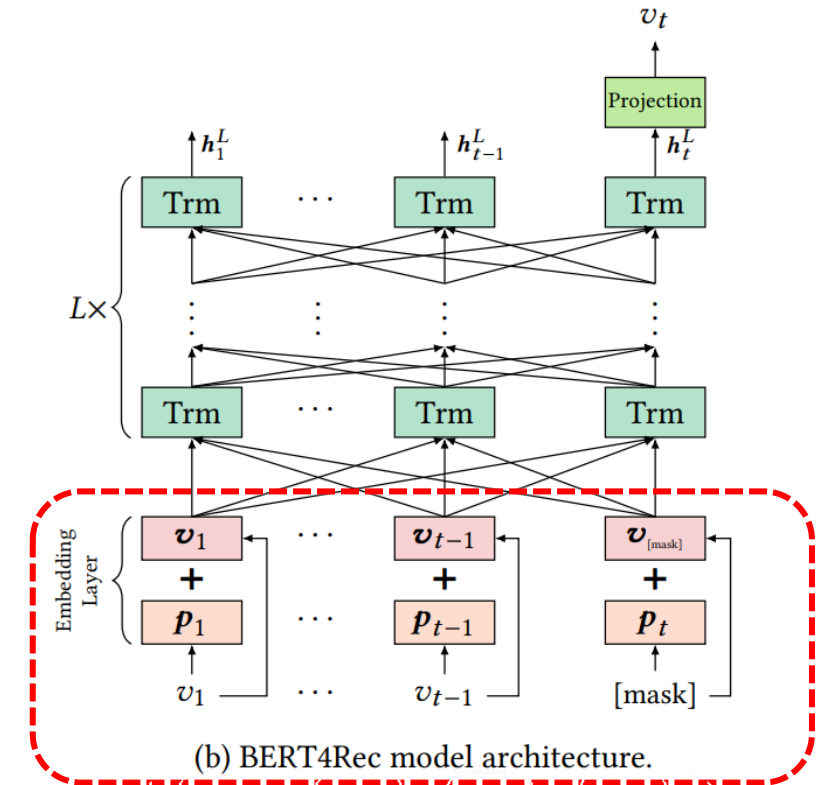 v_t
Projection
h_1^L h_{t-1}^L h_t^L
Trm ··· Trm Trm
L×
Trm ··· Trm Trm
Embedding Layer
v_1 ··· v_{t-1} v_[mask]
+ + +
p_1 ··· p_{t-1} p_t
v_1 ··· v_{t-1} [mask]
(b) BERT4Rec model architecture.